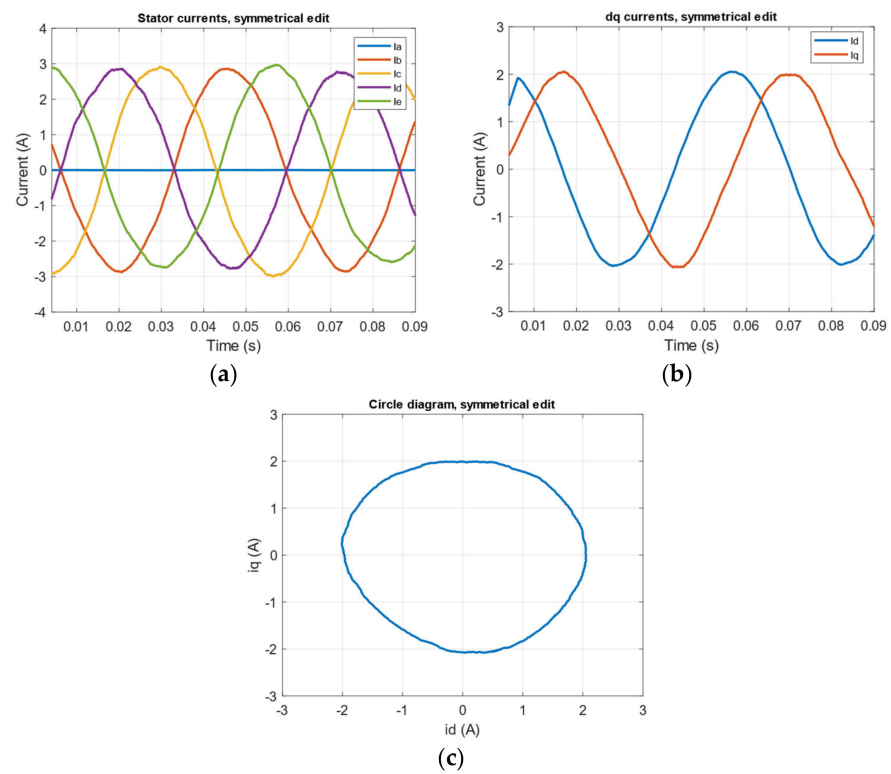 Stator currents, symmetrical edit
4
3
2
1
0
-1
-2
-3
-4
Current (A)
Ia
Ib
Ic
Id
Ie
0.01 0.02 0.03 0.04 0.05 0.06 0.07 0.08 0.09
Time (s)
(a)
dq currents, symmetrical edit
3
2
1
0
-1
-2
-3
Current (A)
Id
Iq
0.01 0.02 0.03 0.04 0.05 0.06 0.07 0.08 0.09
Time (s)
(b)
Circle diagram, symmetrical edit
3
2
1
0
-1
-2
-3
iq (A)
-3 -2 -1 0 1 2 3
id (A)
(c)